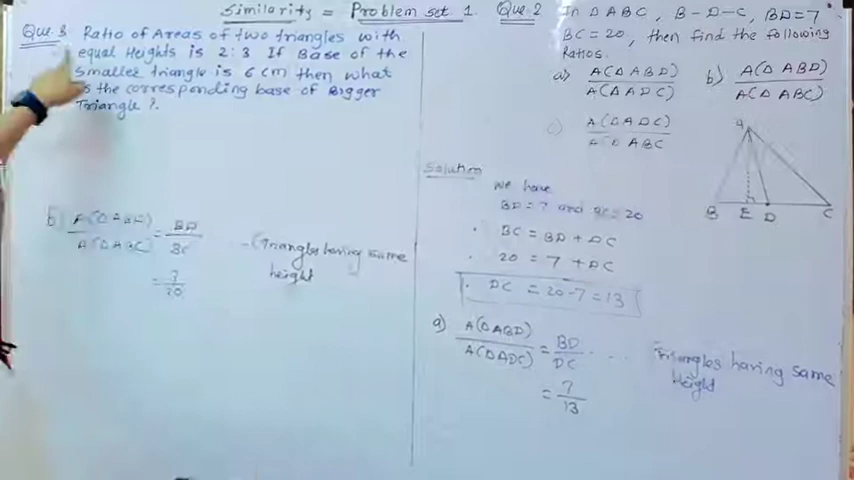 Similarity = Problem set 1.
Que. 3 Ratio of Areas of two triangles with
equal Heights is 2:3 If Base of the
smaller triangle is 6 cm then what
is the corresponding base of Bigger
Triangle ?.
b) A(△ABD) / A(△ABC) = BD / BC .. (Triangles having same
height
= 7/20
Que-2 In △ABC, B-D-C, BD=7
BC = 20, then find the following
Ratios.
a) A(△ABD) / A(△ADC) b) A(△ABD) / A(△ABC)
c) A(△ADC) / A(△ABC)
A
B E D C
Solution
we have
BD = 7 and BC = 20
BC = BD + DC
20 = 7 + DC
DC = 20-7 = 13
a) A(△ABD) / A(△ADC) = BD / DC .... Triangles having same
Height
= 7/13